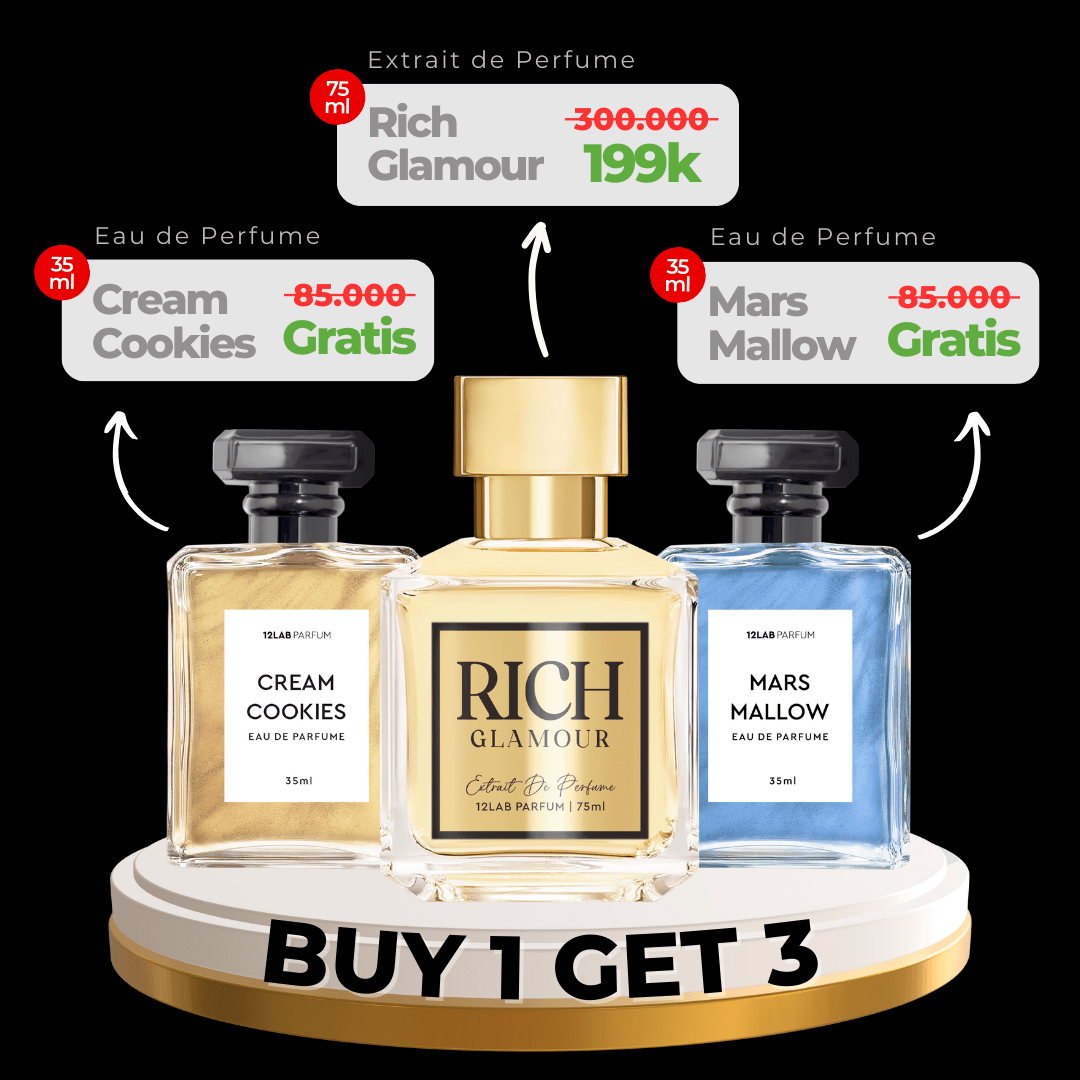 Extrait de Perfume
75
ml
Rich
Glamour
300.000
199k
Eau de Perfume
35
ml
Cream
Cookies
85.000
Gratis
Eau de Perfume
35
ml
Mars
Mallow
85.000
Gratis
12LAB PARFUM
CREAM
COOKIES
EAU DE PARFUME
35ml
RICH
GLAMOUR
Extrait De Perfume
12LAB PARFUM | 75ml
12LAB PARFUM
MARS
MALLOW
EAU DE PARFUME
35ml
BUY 1 GET 3